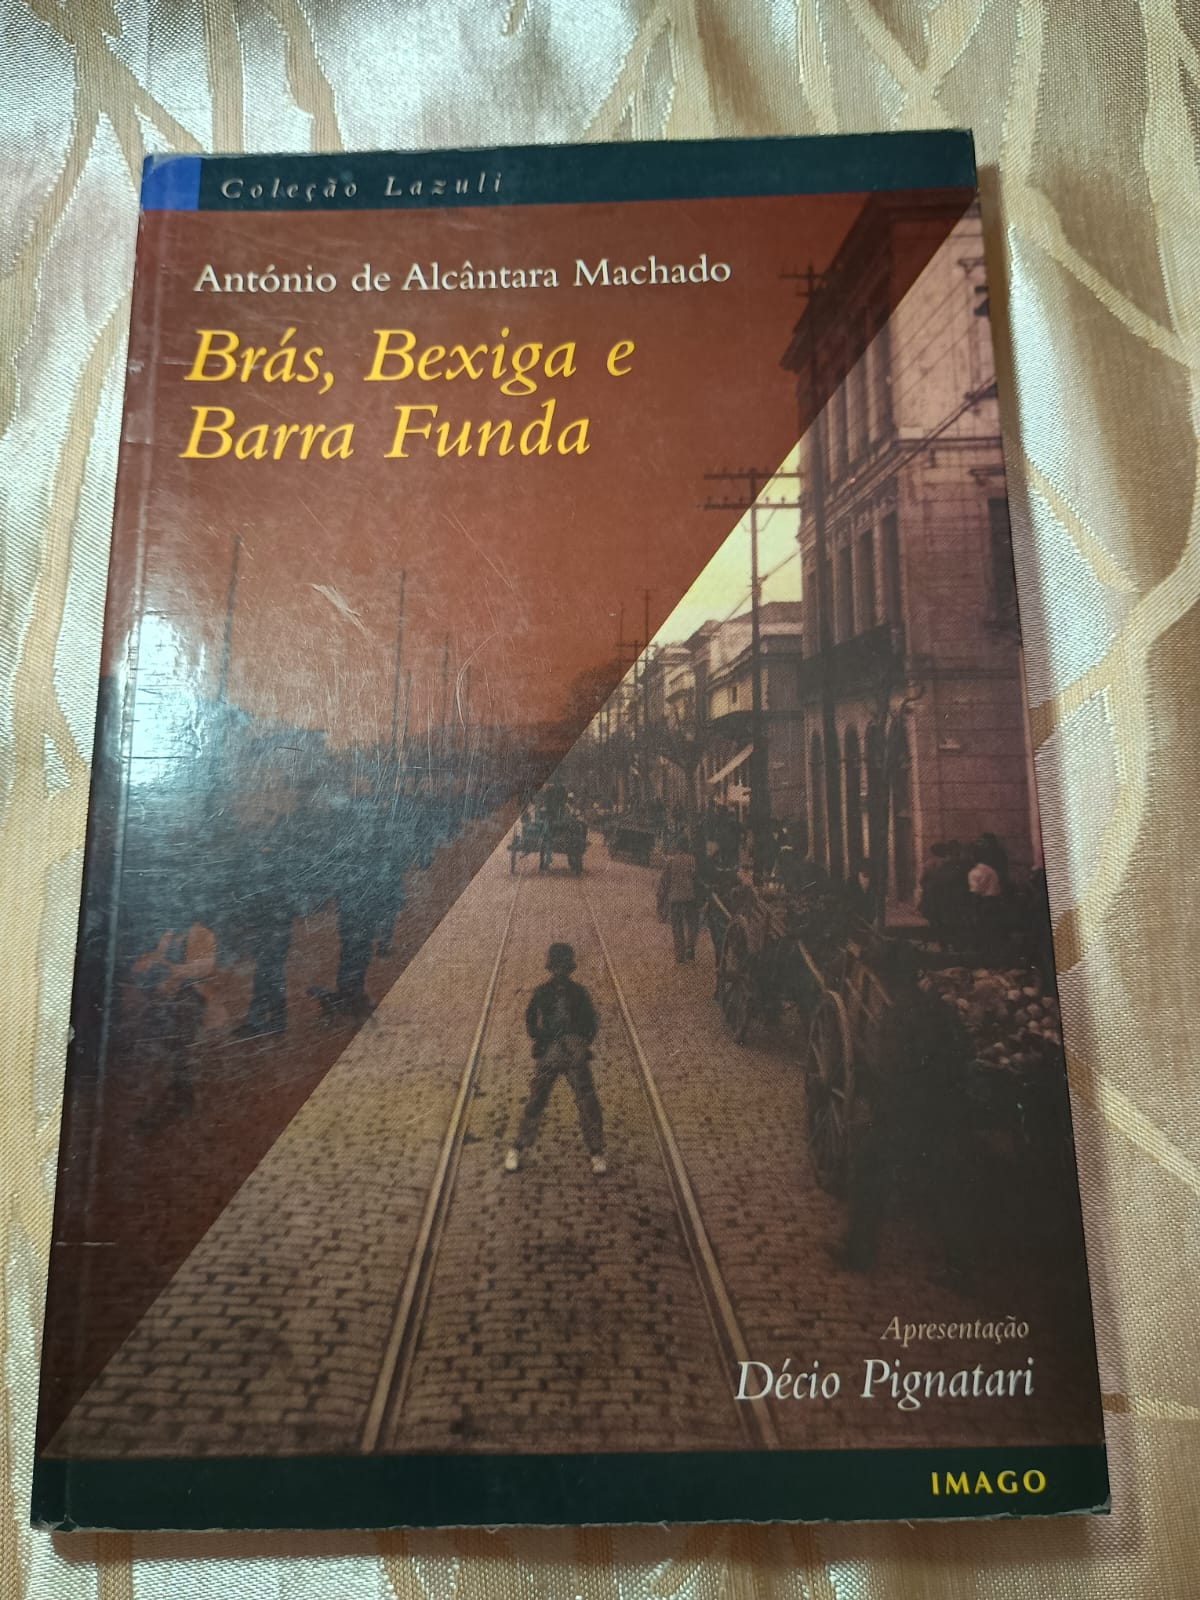 Coleção Lazuli
António de Alcântara Machado
Brás, Bexiga e
Barra Funda
Apresentação
Décio Pignatari
IMAGO